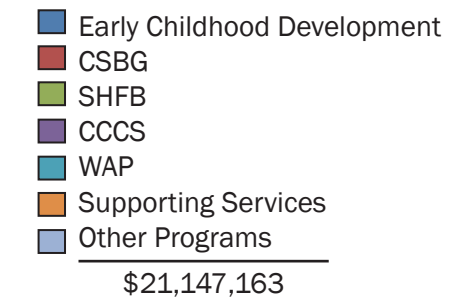 Early Childhood Development
CSBG
SHFB
CCCS
WAP
Supporting Services
Other Programs
$21,147,163